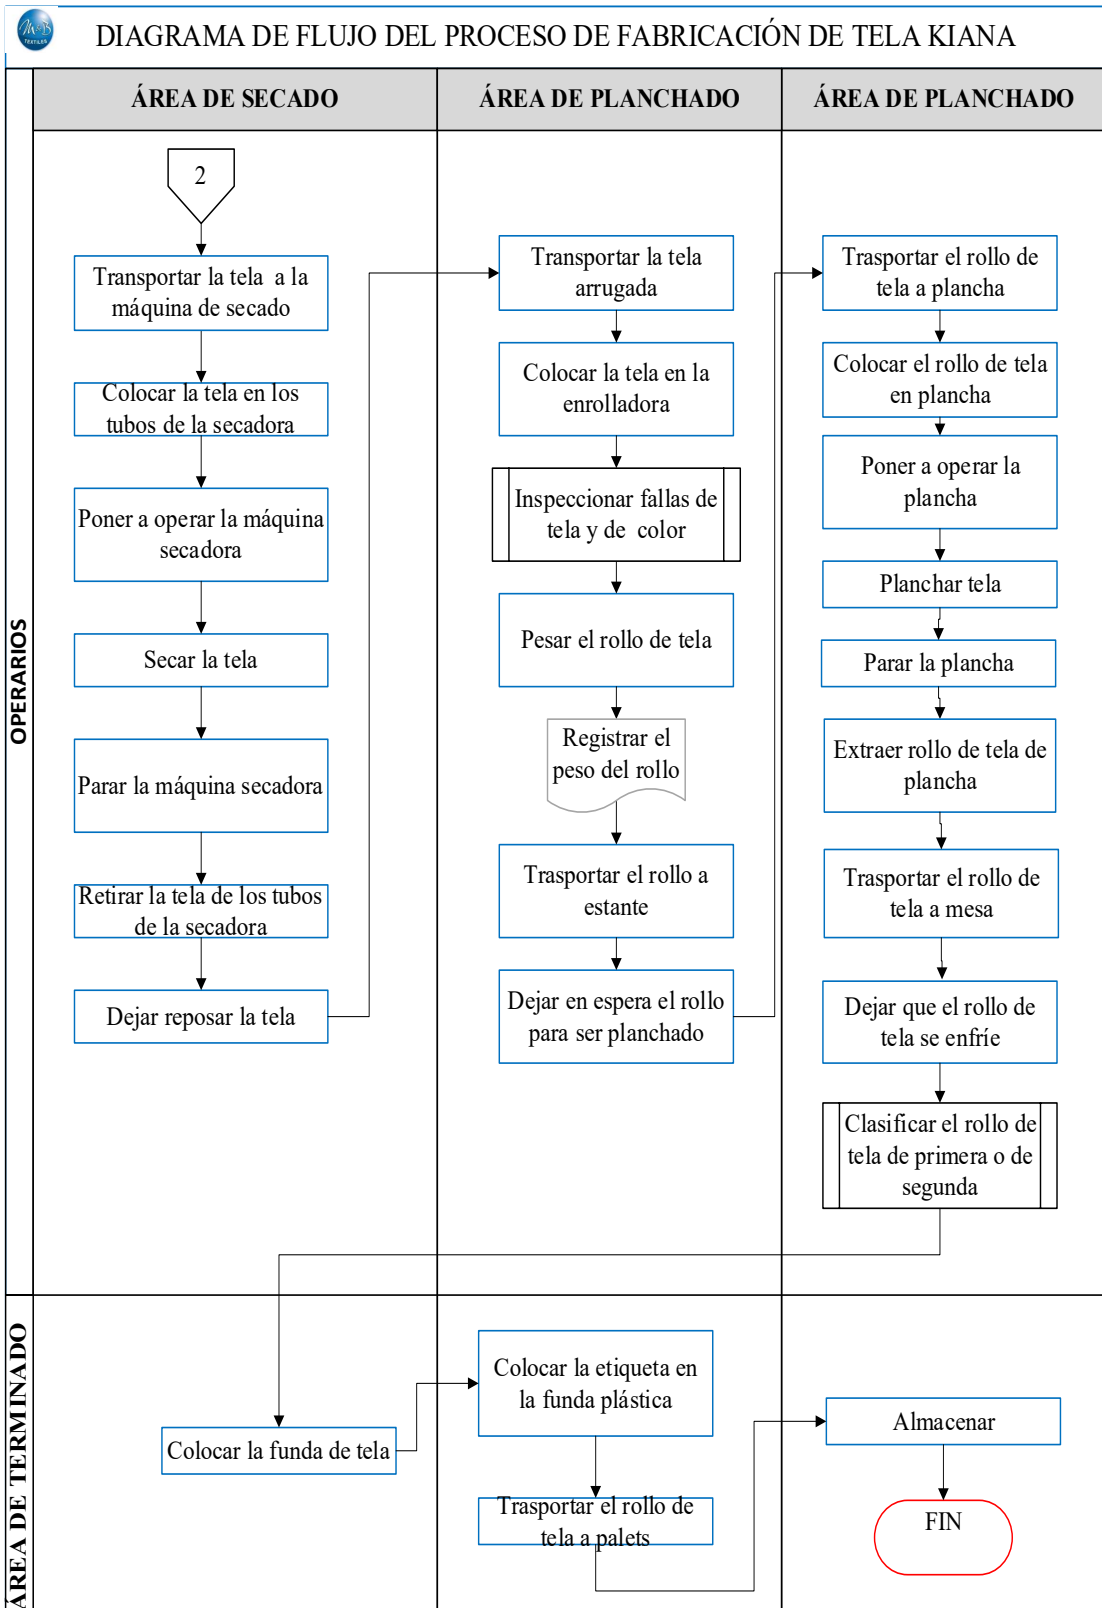 M&B
TEXTILES
DIAGRAMA DE FLUJO DEL PROCESO DE FABRICACIÓN DE TELA KIANA
ÁREA DE SECADO
ÁREA DE PLANCHADO
ÁREA DE PLANCHADO
OPERARIOS
2
Transportar la tela a la
máquina de secado
Colocar la tela en los
tubos de la secadora
Poner a operar la máquina
secadora
Secar la tela
Parar la máquina secadora
Retirar la tela de los tubos
de la secadora
Dejar reposar la tela
Transportar la tela
arrugada
Colocar la tela en la
enrolladora
Inspeccionar fallas de
tela y de color
Pesar el rollo de tela
Registrar el
peso del rollo
Trasportar el rollo a
estante
Dejar en espera el rollo
para ser planchado
Trasportar el rollo de
tela a plancha
Colocar el rollo de tela
en plancha
Poner a operar la
plancha
Planchar tela
Parar la plancha
Extraer rollo de tela de
plancha
Trasportar el rollo de
tela a mesa
Dejar que el rollo de
tela se enfríe
Clasificar el rollo de
tela de primera o de
segunda
ÁREA DE TERMINADO
Colocar la funda de tela
Colocar la etiqueta en
la funda plástica
Trasportar el rollo de
tela a palets
Almacenar
FIN